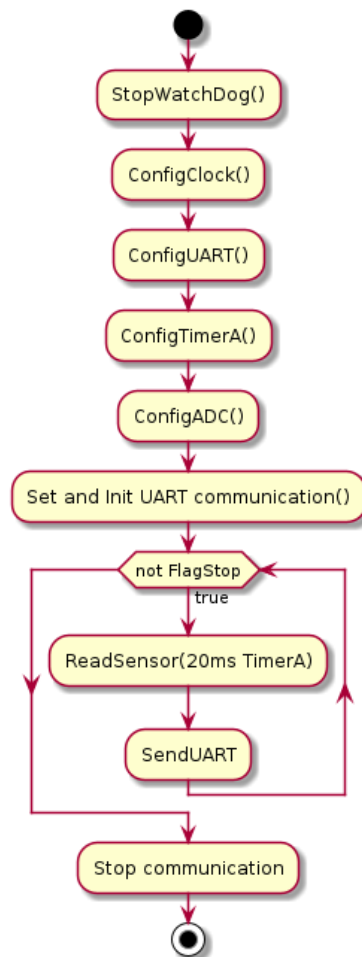 StopWatchDog()
ConfigClock()
ConfigUART()
ConfigTimerA()
ConfigADC()
Set and Init UART communication()
not FlagStop
true
ReadSensor(20ms TimerA)
SendUART
Stop communication